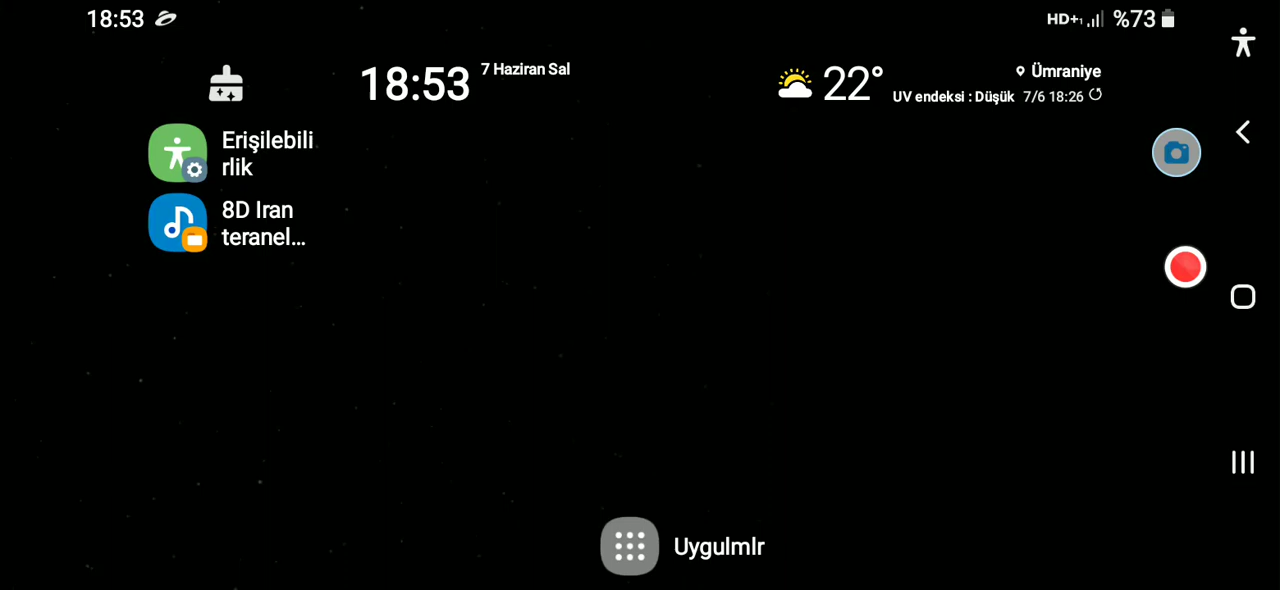 18:53
HD+1 %73
18:53 7 Haziran Sal
22° Ümraniye
UV endeksi : Düşük 7/6 18:26
Erişilebili
rlik
8D Iran
teranel...
Uygulmlr